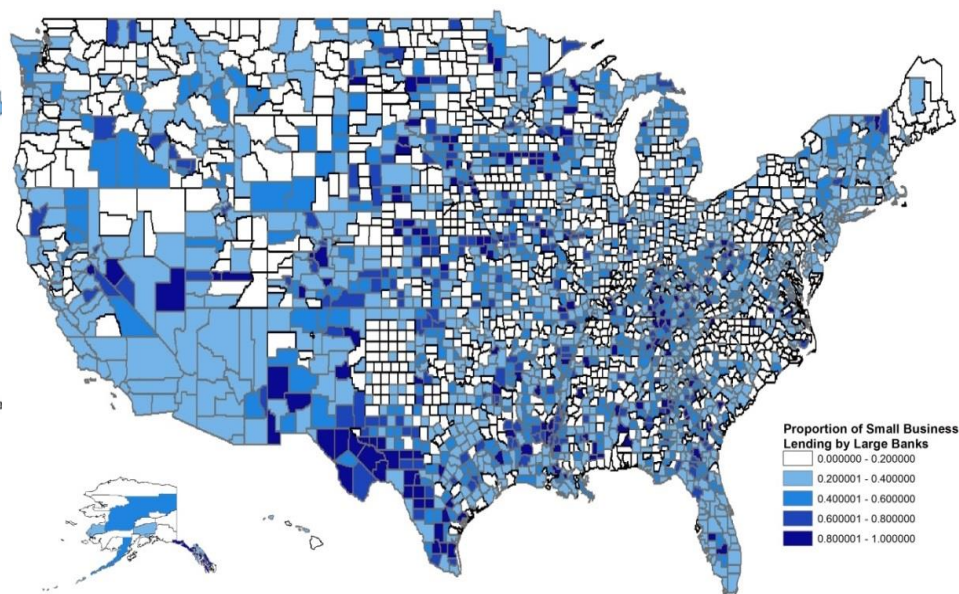 Proportion of Small Business
Lending by Large Banks
0.000000 - 0.200000
0.200001 - 0.400000
0.400001 - 0.600000
0.600001 - 0.800000
0.800001 - 1.000000